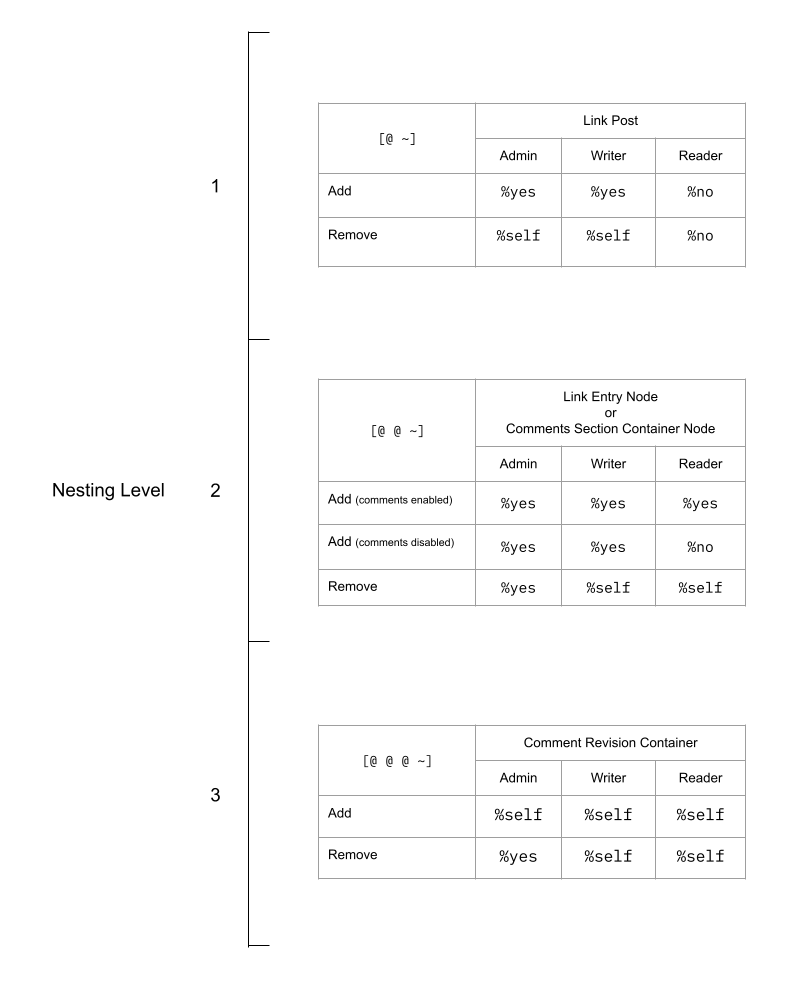 1
[@ ~]
Link Post
Admin Writer Reader
Add %yes %yes %no
Remove %self %self %no
Nesting Level 2
[@ @ ~]
Link Entry Node
or
Comments Section Container Node
Admin Writer Reader
Add (comments enabled) %yes %yes %yes
Add (comments disabled) %yes %yes %no
Remove %yes %self %self
3
[@ @ @ ~]
Comment Revision Container
Admin Writer Reader
Add %self %self %self
Remove %yes %self %self